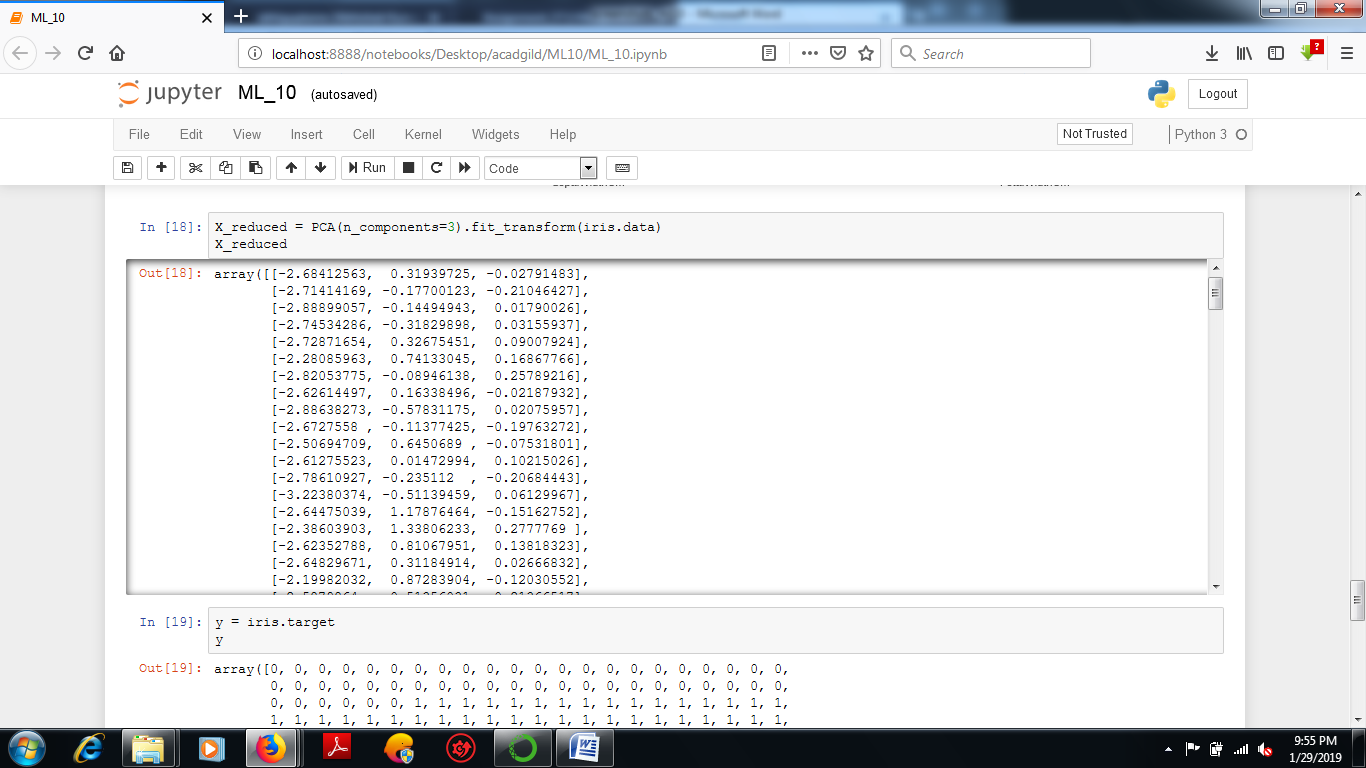 ML_10
localhost:8888/notebooks/Desktop/acadgild/ML10/ML_10.ipynb
Search
jupyter ML_10 (autosaved)
Logout
File Edit View Insert Cell Kernel Widgets Help
Not Trusted
Python 3
Run
Code
In [18]: X_reduced = PCA(n_components=3).fit_transform(iris.data)
X_reduced
Out[18]: array([[-2.68412563, 0.31939725, -0.02791483],
[-2.71414169, -0.17700123, -0.21046427],
[-2.88899057, -0.14494943, 0.01790026],
[-2.74534286, -0.31829898, 0.03155937],
[-2.72871654, 0.32675451, 0.09007924],
[-2.28085963, 0.74133045, 0.16867766],
[-2.82053775, -0.08946138, 0.25789216],
[-2.62614497, 0.16338496, -0.02187932],
[-2.88638273, -0.57831175, 0.02075957],
[-2.6727558 , -0.11377425, -0.19763272],
[-2.50694709, 0.6450689 , -0.07531801],
[-2.61275523, 0.01472994, 0.10215026],
[-2.78610927, -0.235112 , -0.20684443],
[-3.22380374, -0.51139459, 0.06129967],
[-2.64475039, 1.17876464, -0.15162752],
[-2.38603903, 1.33806233, 0.2777769 ],
[-2.62352788, 0.81067951, 0.13818323],
[-2.64829671, 0.31184914, 0.02666832],
[-2.19982032, 0.87283904, -0.12030552],
In [19]: y = iris.target
y
Out[19]: array([0, 0, 0, 0, 0, 0, 0, 0, 0, 0, 0, 0, 0, 0, 0, 0, 0, 0, 0, 0, 0, 0,
0, 0, 0, 0, 0, 0, 0, 0, 0, 0, 0, 0, 0, 0, 0, 0, 0, 0, 0, 0, 0, 0,
0, 0, 0, 0, 0, 0, 1, 1, 1, 1, 1, 1, 1, 1, 1, 1, 1, 1, 1, 1, 1, 1,
1, 1, 1, 1, 1, 1, 1, 1, 1, 1, 1, 1, 1, 1, 1, 1, 1, 1, 1, 1, 1, 1,
9:55 PM
1/29/2019